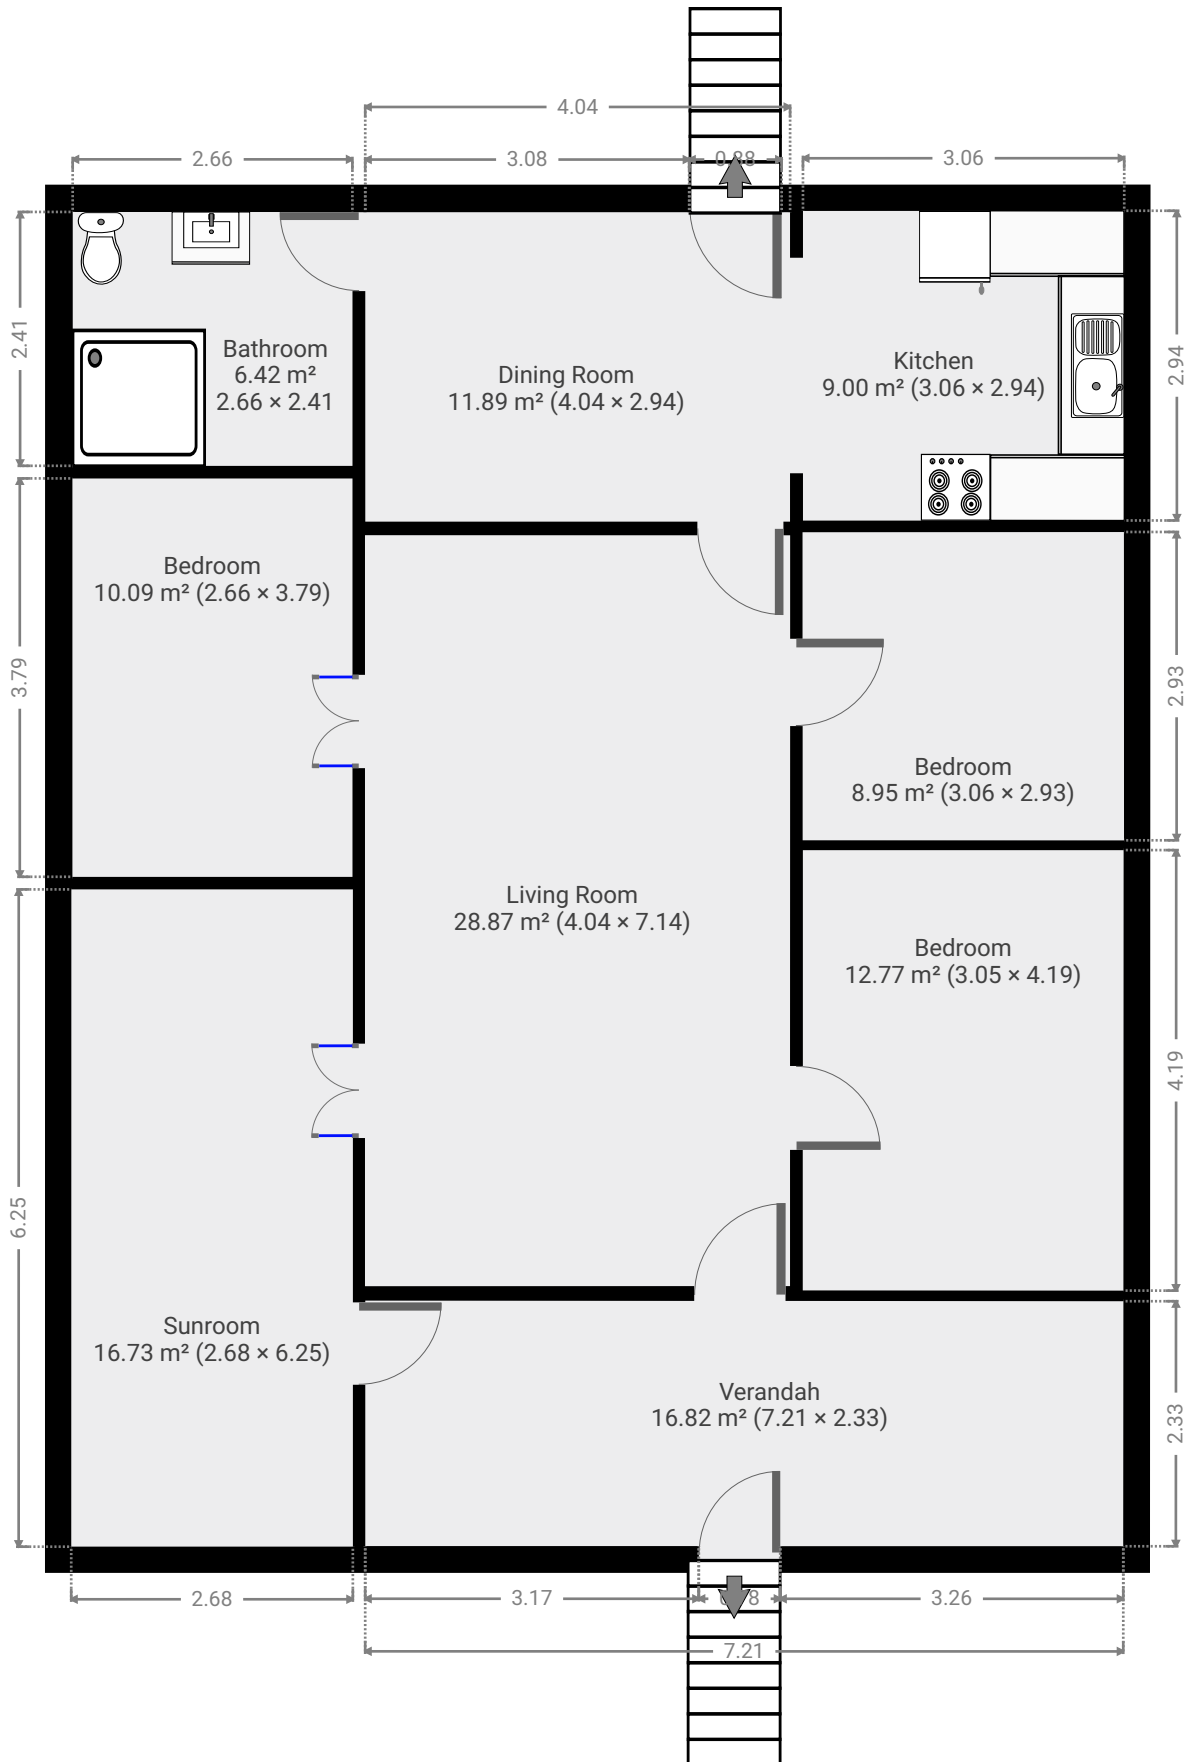 4.04
2.66
3.08
3.06
2.41
Bathroom
6.42 m²
2.66 × 2.41
Dining Room
11.89 m² (4.04 × 2.94)
Kitchen
9.00 m² (3.06 × 2.94)
2.94
Bedroom
10.09 m² (2.66 × 3.79)
3.79
2.93
Bedroom
8.95 m² (3.06 × 2.93)
Living Room
28.87 m² (4.04 × 7.14)
Bedroom
12.77 m² (3.05 × 4.19)
4.19
6.25
Sunroom
16.73 m² (2.68 × 6.25)
Verandah
16.82 m² (7.21 × 2.33)
2.33
2.68
3.17
3.26
7.21